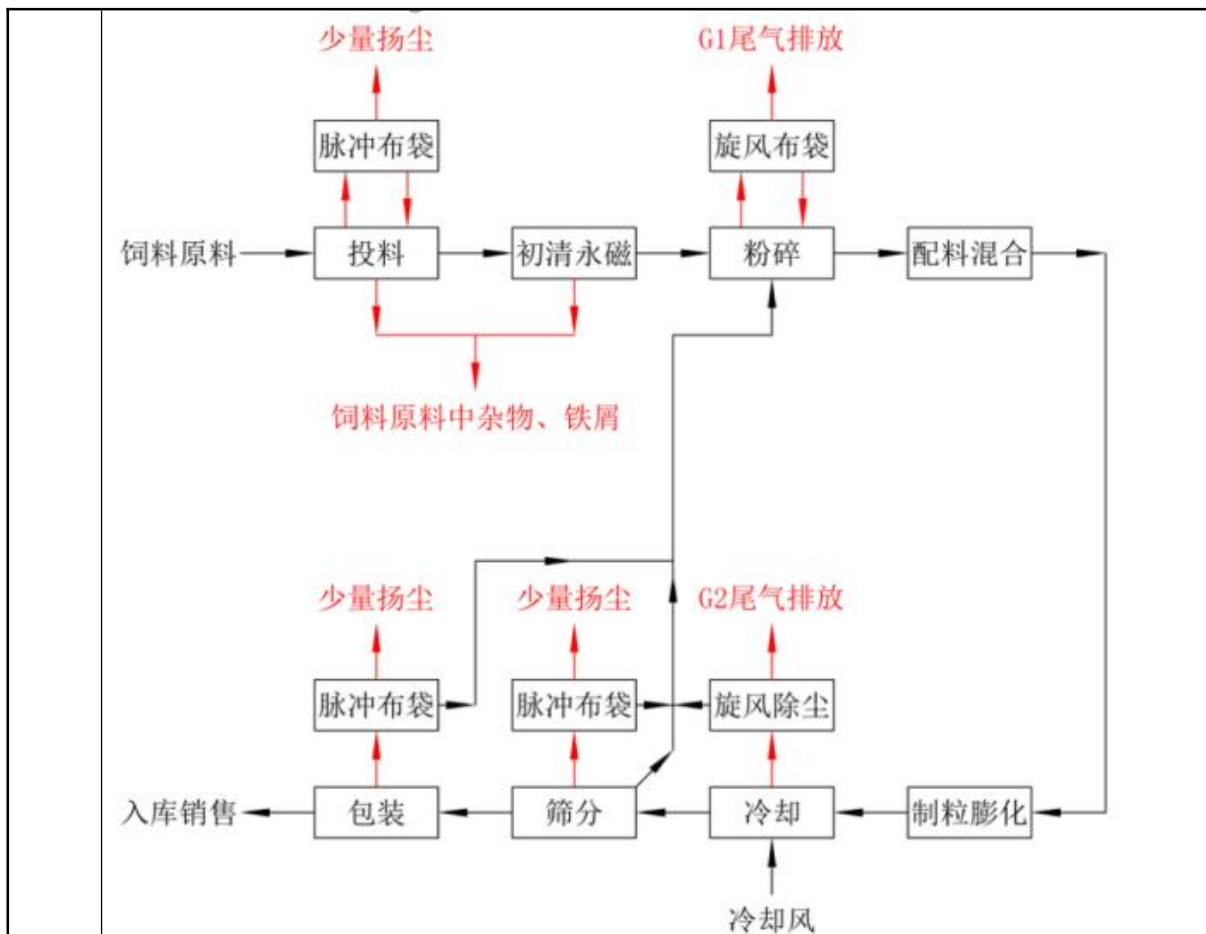 少量扬尘
G1尾气排放
脉冲布袋
旋风布袋
饲料原料
投料
初清永磁
粉碎
配料混合
饲料原料中杂物、铁屑
少量扬尘
少量扬尘
G2尾气排放
脉冲布袋
脉冲布袋
旋风除尘
入库销售
包装
筛分
冷却
制粒膨化
冷却风